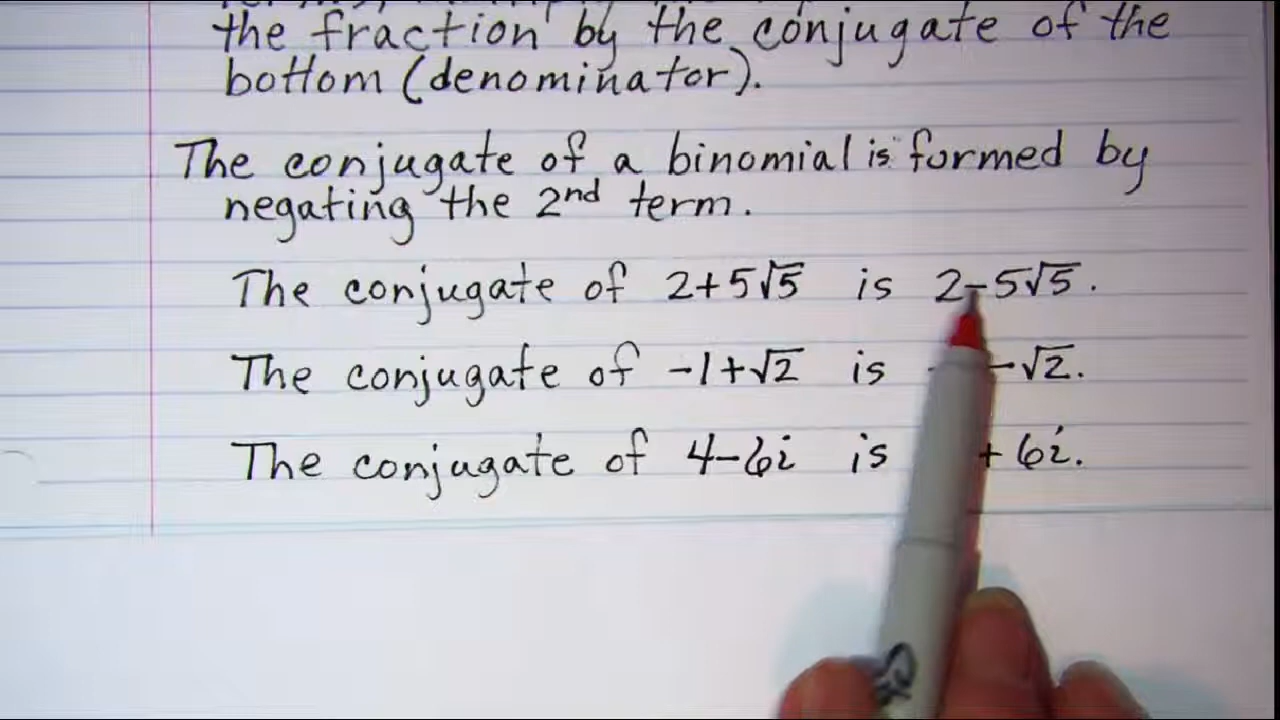 the fraction by the conjugate of the
bottom (denominator).
The conjugate of a binomial is formed by
negating the 2nd term.
The conjugate of 2+5√5 is 2-5√5.
The conjugate of -1+√2 is -√2.
The conjugate of 4-6i is + 6i.